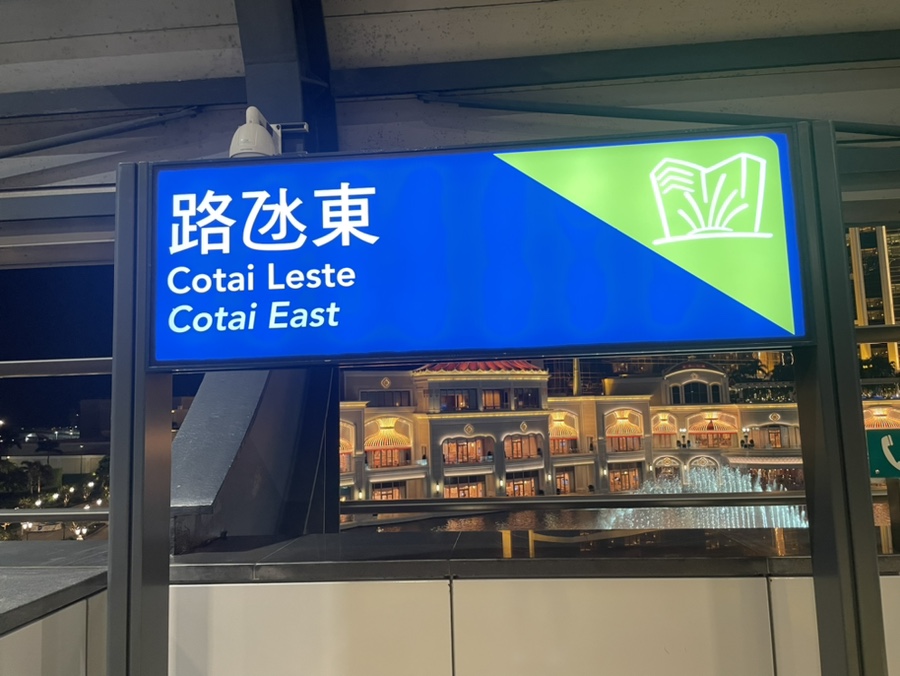 路氹東
Cotai Leste
Cotai East